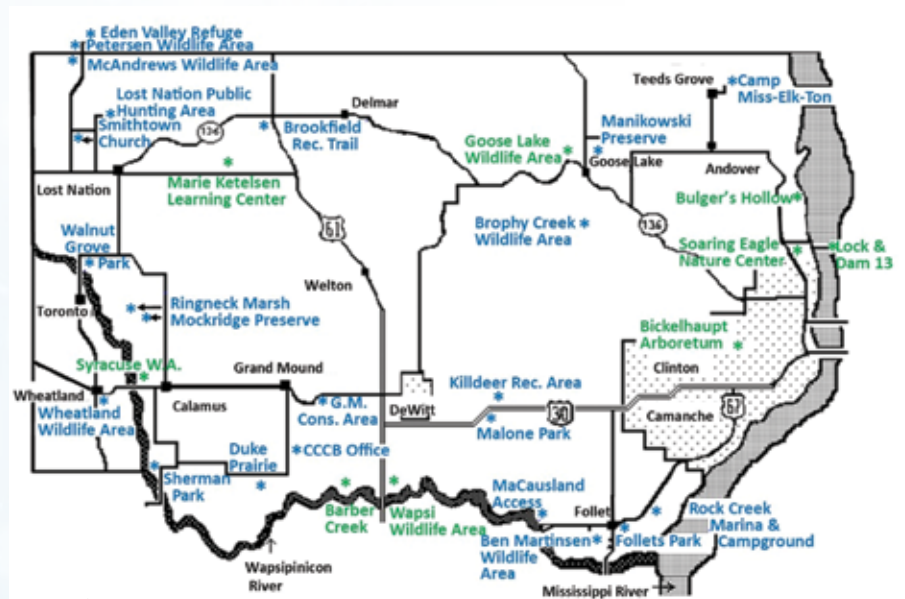 Eden Valley Refuge
Petersen Wildlife Area
McAndrews Wildlife Area
Lost Nation Public
Hunting Area
Smithtown
Church
136
Brookfield
Rec. Trail
Delmar
Teeds Grove
Camp
Miss-Elk-Ton
Manikowski
Preserve
Goose Lake
Wildlife Area
Goose Lake
Andover
Lost Nation
Marie Ketelsen
Learning Center
Bulger's Hollow
Walnut
Grove
Park
61
Brophy Creek
Wildlife Area
136
Soaring Eagle
Nature Center
Lock &
Dam 13
Welton
Toronto
Ringneck Marsh
Mockridge Preserve
Bickelhaupt
Arboretum
Syracuse W.A.
Grand Mound
Clinton
Killdeer Rec. Area
Wheatland
Wheatland
Wildlife Area
Calamus
G.M.
Cons. Area
DeWitt
30
67
Camanche
Malone Park
Duke
Prairie
CCCB Office
Sherman
Park
Barber
Creek
Wapsi
Wildlife Area
MaCausland
Access
Follet
Rock Creek
Marina &
Campground
Ben Martinsen
Wildlife
Area
Follets Park
Wapsipinicon
River
Mississippi River